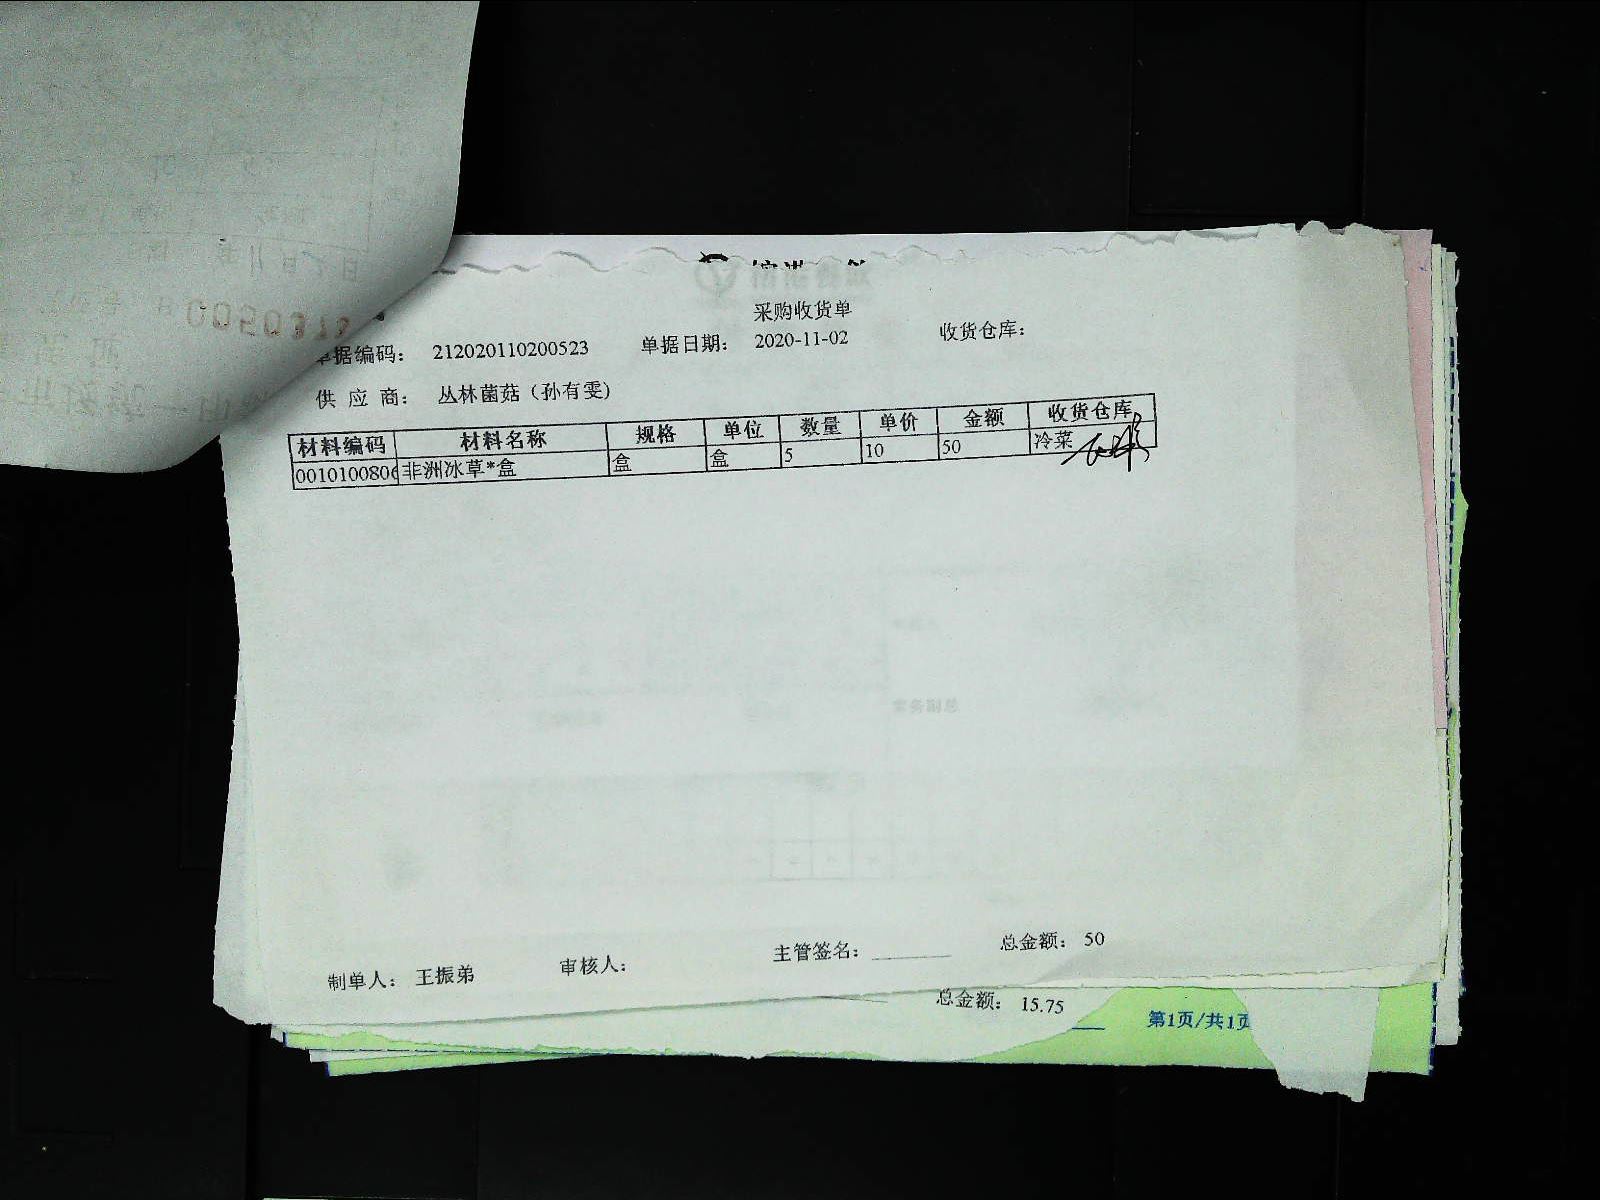 采购收货单
单据编码: 212020110200523 单据日期: 2020-11-02 收货仓库:
供 应 商: 丛林菌菇（孙有雯）
材料编码 材料名称 规格 单位 数量 单价 金额 收货仓库
0010100806 非洲冰草*盒 盒 盒 5 10 50 冷菜
制单人: 王振弟 审核人: 主管签名: 总金额: 50
总金额: 15.75
第1页/共1页